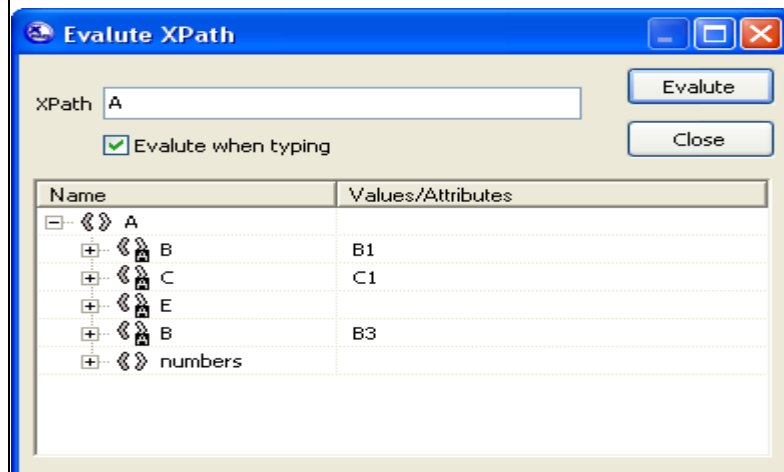 Evalute XPath
Evalute
XPath A
Evalute when typing
Close
Name Values/Attributes
A
B B1
C C1
E
B B3
numbers